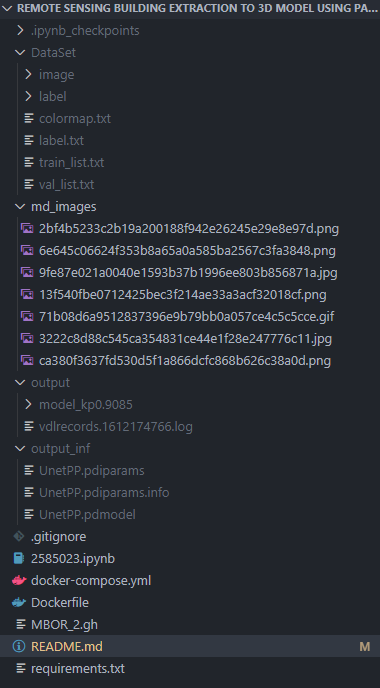 REMOTE SENSING BUILDING EXTRACTION TO 3D MODEL USING PA...
.ipynb_checkpoints
DataSet
image
label
colormap.txt
label.txt
train_list.txt
val_list.txt
md_images
2bf4b5233c2b19a200188f942e26245e29e8e97d.png
6e645c06624f353b8a65a0a585ba2567c3fa3848.png
9fe87e021a0040e1593b37b1996ee803b856871a.jpg
13f540fbe0712425bec3f214ae33a3acf32018cf.png
71b08d6a9512837396e9b79bb0a057ce4c5c5cce.gif
3222c8d88c545ca354831ce44e1f28e247776c11.jpg
ca380f3637fd530d5f1a866dcfc868b626c38a0d.png
output
model_kp0.9085
vdlrecords.1612174766.log
output_inf
UnetPP.pdiparams
UnetPP.pdiparams.info
UnetPP.pdmodel
.gitignore
2585023.ipynb
docker-compose.yml
Dockerfile
MBOR_2.gh
README.md M
requirements.txt